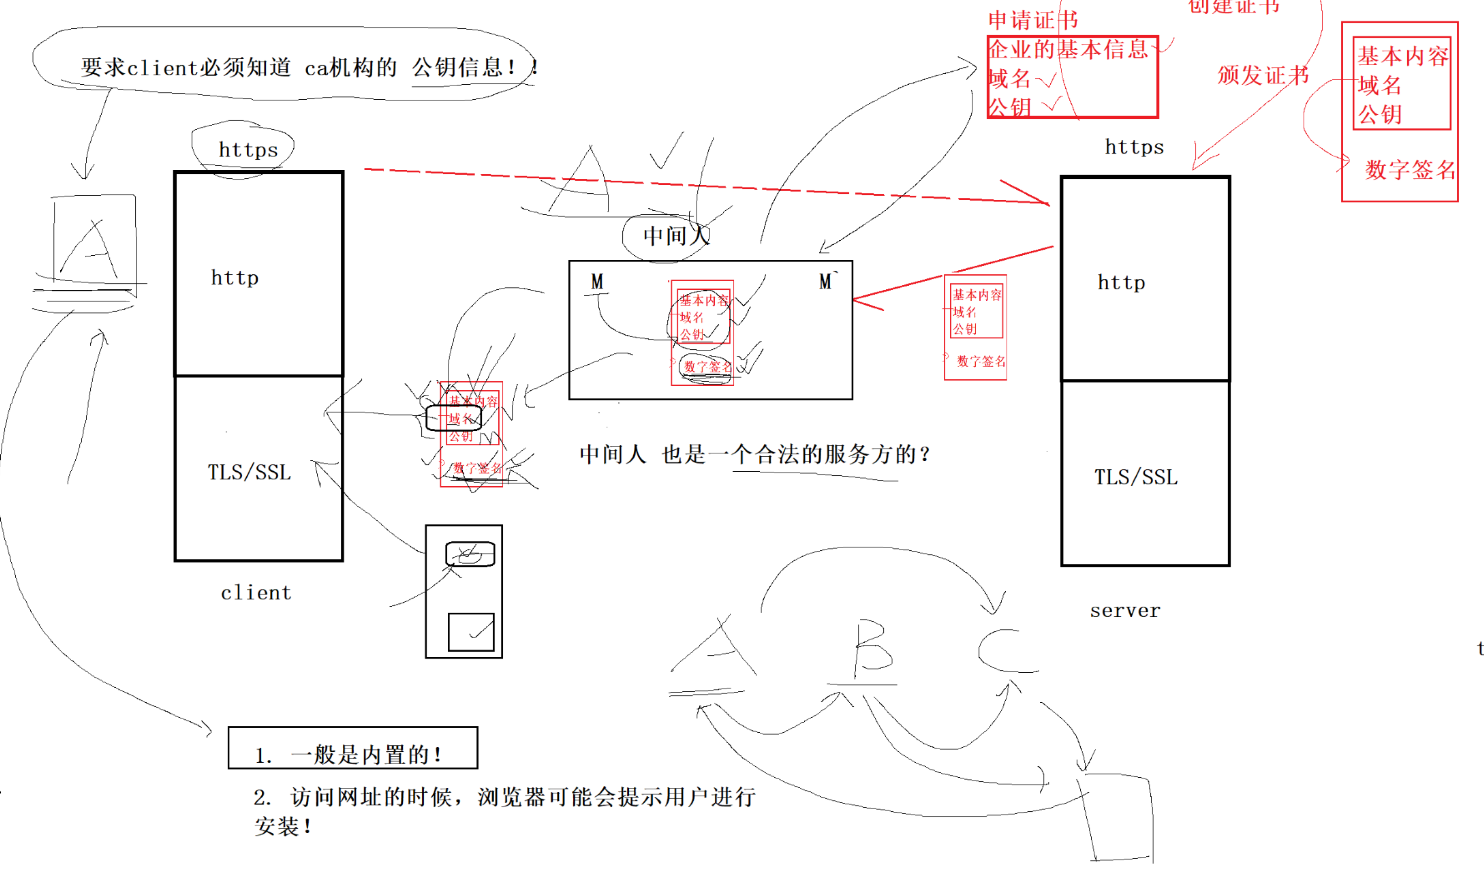 创建证书
申请证书
企业的基本信息
域名
公钥
颁发证书
基本内容
域名
公钥
数字签名
要求client必须知道 ca机构的 公钥信息！！
https
https
A
A
中间人
M
M`
http
http
基本内容
域名
公钥
数字签名
基本内容
域名
公钥
数字签名
基本内容
域名
公钥
数字签名
中间人 也是一个合法的服务方的？
TLS/SSL
TLS/SSL
client
server
A B C
t
1. 一般是内置的！
2. 访问网址的时候，浏览器可能会提示用户进行
安装！